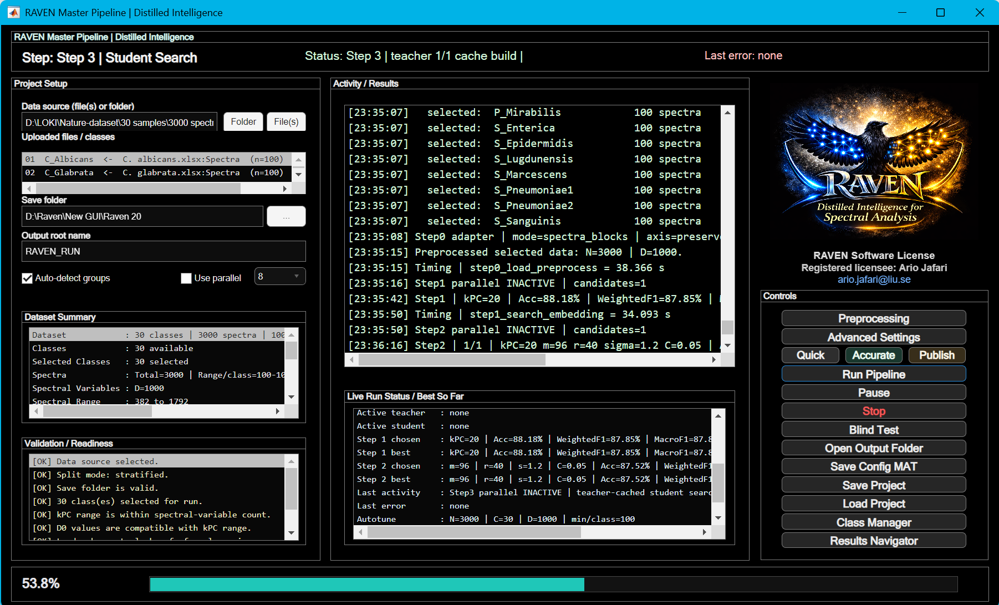 RAVEN Master Pipeline | Distilled Intelligence
RAVEN Master Pipeline | Distilled Intelligence
Step: Step 3 | Student Search
Status: Step 3 | teacher 1/1 cache build |
Last error: none
Project Setup
Data source (file(s) or folder)
D:\LOKI\Nature-dataset\30 samples\3000 spectr
Folder
File(s)
Uploaded files / classes
01 C_Albicans <- C. albicans.xlsx:Spectra (n=100)
02 C_Glabrata <- C. glabrata.xlsx:Spectra (n=100)
Save folder
D:\Raven\New GUI\Raven 20
...
Output root name
RAVEN_RUN
Auto-detect groups
Use parallel
8
Dataset Summary
Dataset : 30 classes | 3000 spectra | 100
Classes : 30 available
Selected Classes : 30 selected
Spectra : Total=3000 | Range/class=100-10
Spectral Variables : D=1000
Spectral Range : 382 to 1792
Validation / Readiness
[OK] Data source selected.
[OK] Split mode: stratified.
[OK] Save folder is valid.
[OK] 30 class(es) selected for run.
[OK] kPC range is within spectral-variable count.
[OK] D0 values are compatible with kPC range.
Activity / Results
[23:35:07] selected: P_Mirabilis 100 spectra
[23:35:07] selected: S_Enterica 100 spectra
[23:35:07] selected: S_Epidermidis 100 spectra
[23:35:07] selected: S_Lugdunensis 100 spectra
[23:35:07] selected: S_Marcescens 100 spectra
[23:35:07] selected: S_Pneumoniae1 100 spectra
[23:35:07] selected: S_Pneumoniae2 100 spectra
[23:35:07] selected: S_Sanguinis 100 spectra
[23:35:08] Step0 adapter | mode=spectra_blocks | axis=preserv
[23:35:15] Preprocessed selected data: N=3000 | D=1000.
[23:35:15] Timing | step0_load_preprocess = 38.366 s
[23:35:16] Step1 parallel INACTIVE | candidates=1
[23:35:42] Step1 | kPC=20 | Acc=88.18% | WeightedF1=87.85% |
[23:35:50] Timing | step1_search_embedding = 34.093 s
[23:35:50] Step2 parallel INACTIVE | candidates=1
[23:36:16] Step2 | 1/1 | kPC=20 m=96 r=40 sigma=1.2 C=0.05 |
Live Run Status / Best So Far
Active teacher : none
Active student : none
Step 1 chosen : kPC=20 | Acc=88.18% | WeightedF1=87.85% | MacroF1=87.8
Step 1 best : kPC=20 | Acc=88.18% | WeightedF1=87.85% | MacroF1=87.8
Step 2 chosen : m=96 | r=40 | s=1.2 | C=0.05 | Acc=87.52% | WeightedF1
Step 2 best : m=96 | r=40 | s=1.2 | C=0.05 | Acc=87.52% | WeightedF1
Last activity : Step3 parallel INACTIVE | teacher-cached student searc
Last error : none
Autotune : N=3000 | C=30 | D=1000 | min/class=100
RAVEN
Distilled Intelligence for
Spectral Analysis
RAVEN Software License
Registered licensee: Ario Jafari
ario.jafari@liu.se
Controls
Preprocessing
Advanced Settings
Quick
Accurate
Publish
Run Pipeline
Pause
Stop
Blind Test
Open Output Folder
Save Config MAT
Save Project
Load Project
Class Manager
Results Navigator
53.8%